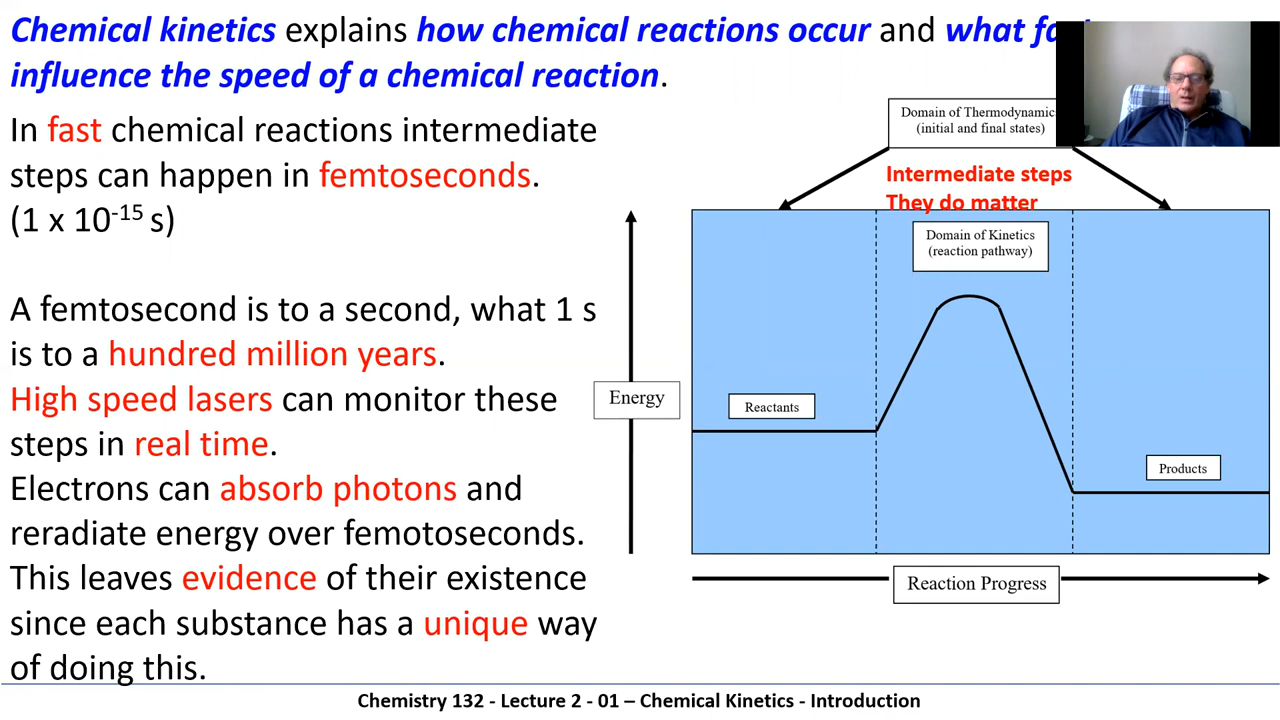 Chemical kinetics explains how chemical reactions occur and what
influence the speed of a chemical reaction.
In fast chemical reactions intermediate
steps can happen in femtoseconds.
(1 x 10⁻¹⁵ s)
A femtosecond is to a second, what 1 s
is to a hundred million years.
High speed lasers can monitor these
steps in real time.
Electrons can absorb photons and
reradiate energy over femotoseconds.
This leaves evidence of their existence
since each substance has a unique way
of doing this.
Domain of Thermodynamics
(initial and final states)
Intermediate steps
They do matter
Domain of Kinetics
(reaction pathway)
Energy
Reactants
Products
Reaction Progress
Chemistry 132 - Lecture 2 - 01 – Chemical Kinetics - Introduction